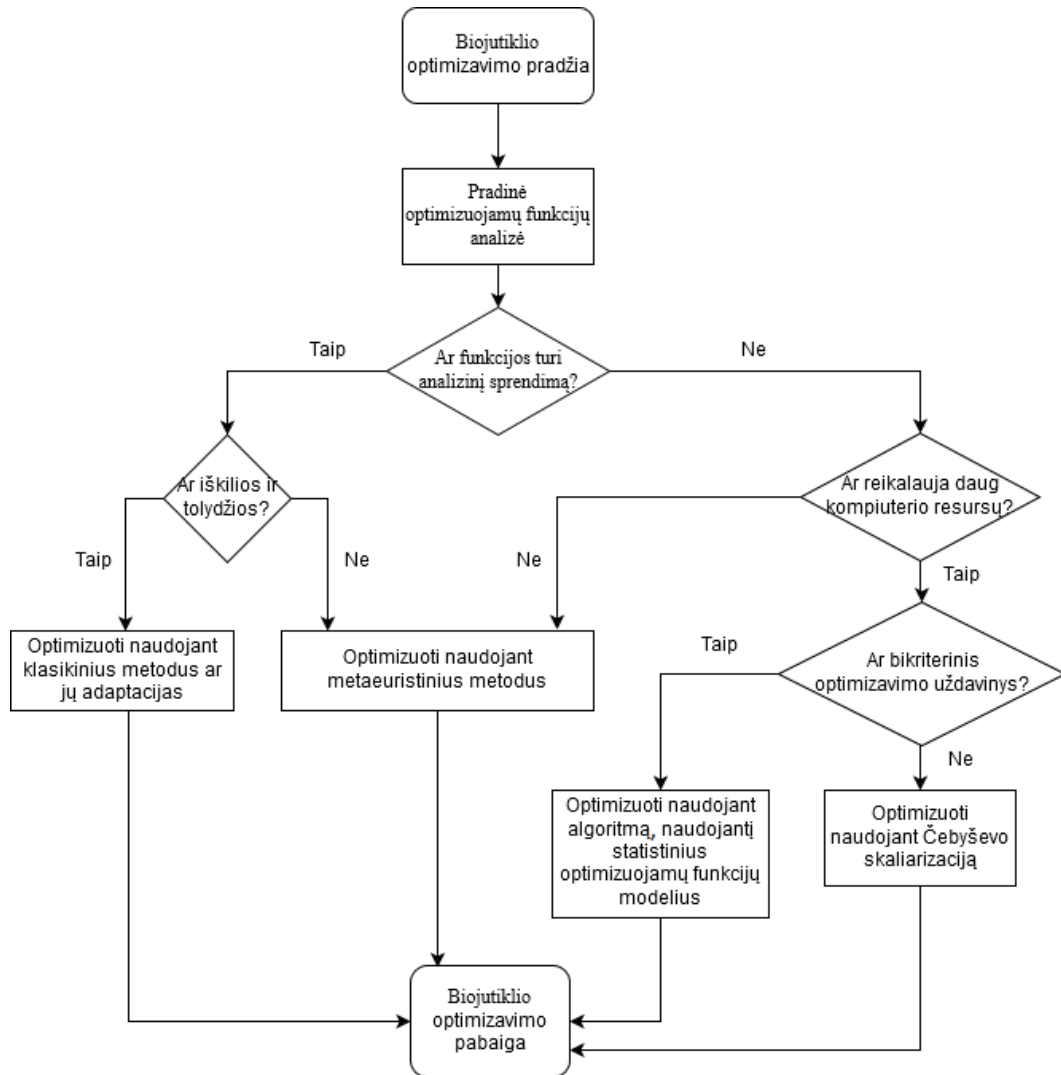 Biojutiklio
optimizavimo pradžia
Pradinė
optimizuojamų funkcijų
analizė
Taip
Ne
Ar funkcijos turi
analizinį sprendimą?
Ar iškilios ir
tolydžios?
Ar reikalauja daug
kompiuterio resursų?
Taip
Ne
Ne
Taip
Optimizuoti naudojant
klasikinius metodus ar
jų adaptacijas
Optimizuoti naudojant
metaeuristinius metodus
Taip
Ar bikriterinis
optimizavimo uždavinys?
Ne
Optimizuoti naudojant
algoritmą, naudojantį
statistinius
optimizuojamų funkcijų
modelius
Optimizuoti
naudojant Čebyševo
skaliarizaciją
Biojutiklio
optimizavimo
pabaiga